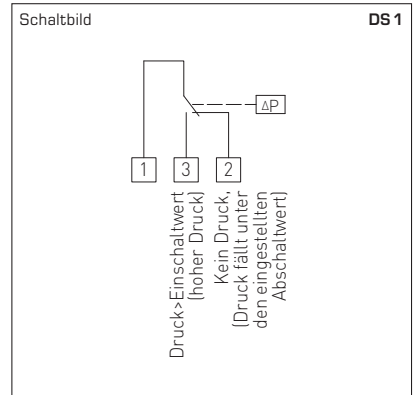 Schaltbild
DS 1
ΔP
1
3
2
Druck>Einschaltwert
(hoher Druck)
Kein Druck,
(Druck fällt unter
den eingestellten
Abschaltwert)